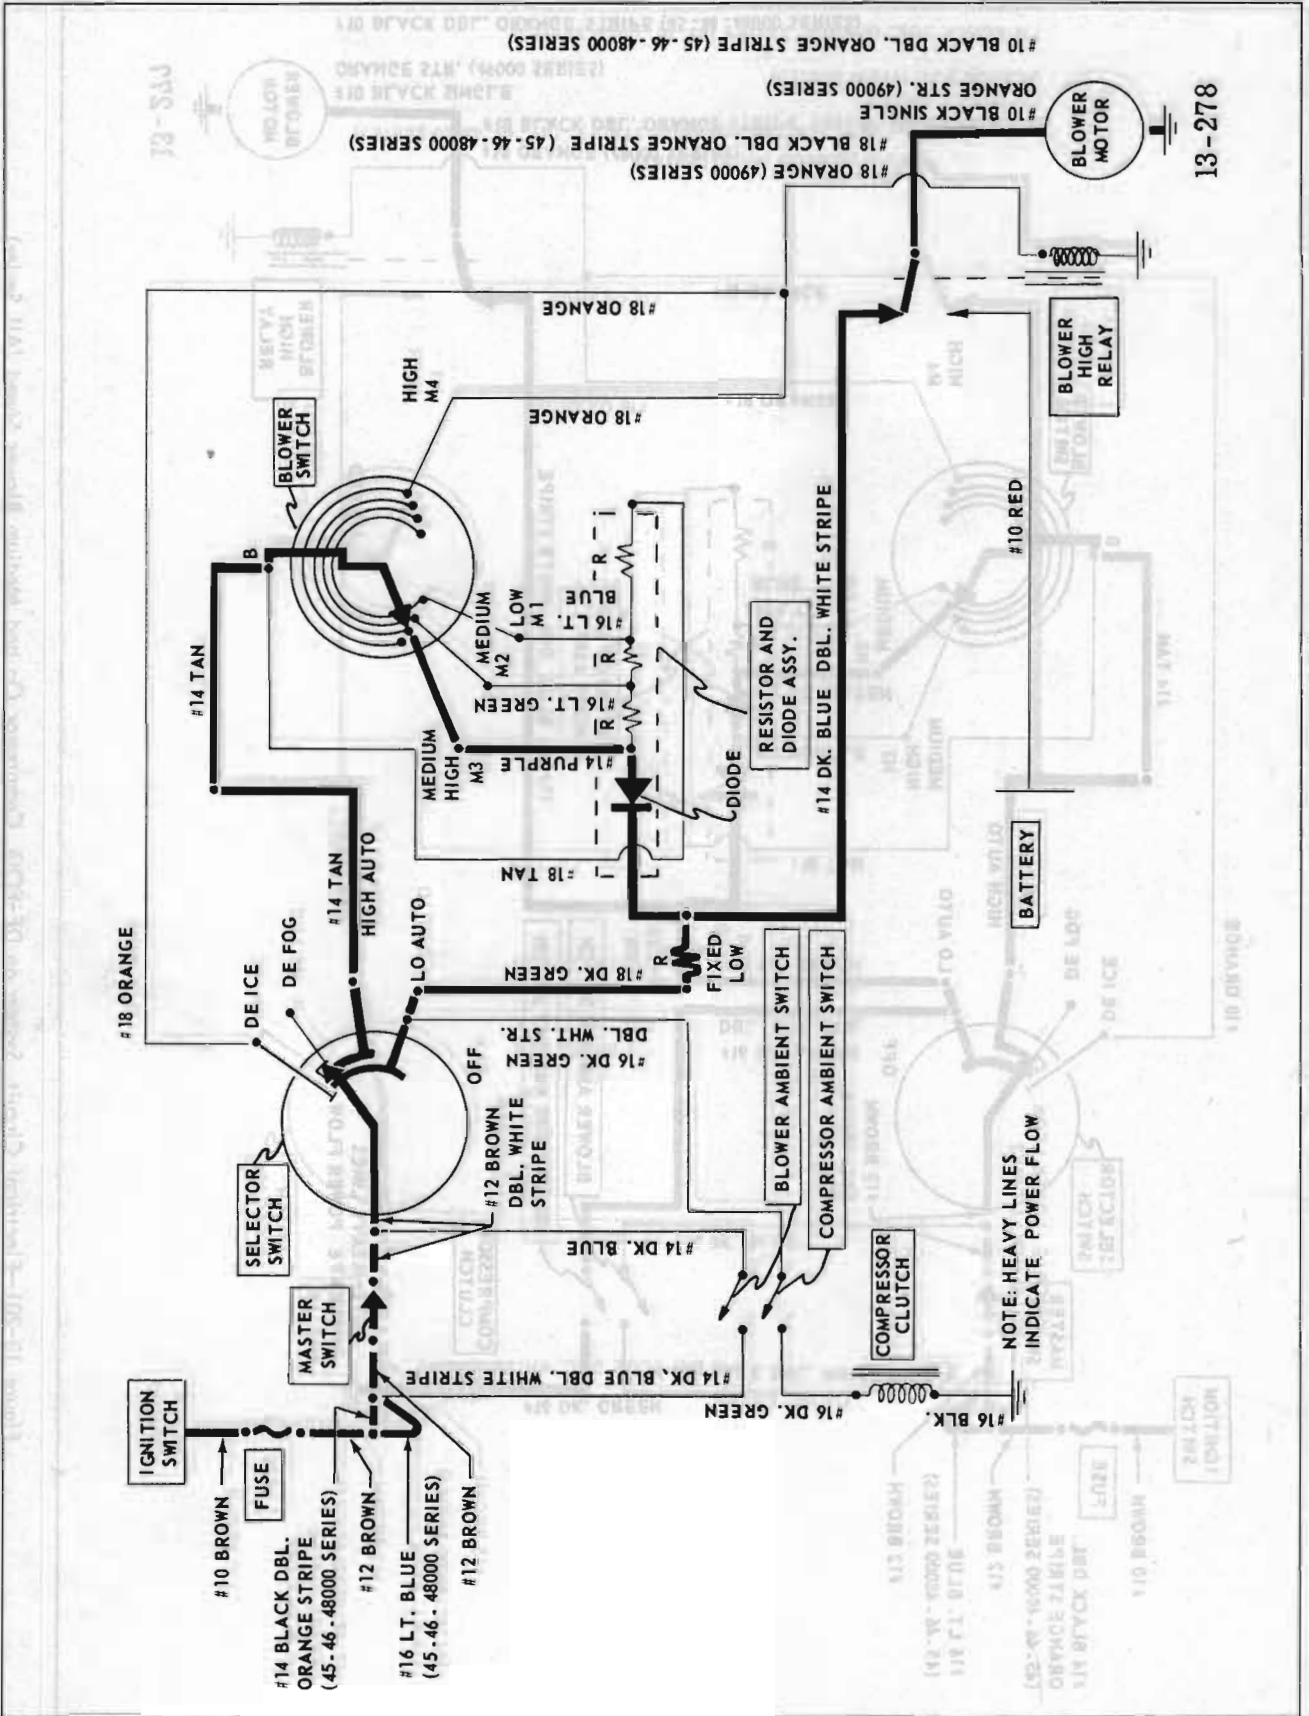 IGNITION
SWITCH
#10 BROWN
FUSE
#14 BLACK DBL.
ORANGE STRIPE
(45-46-48000 SERIES)
#12 BROWN
#16 LT. BLUE
(45-46-48000 SERIES)
#12 BROWN
MASTER
SWITCH
SELECTOR
SWITCH
#12 BROWN
DBL. WHITE
STRIPE
OFF
#18 ORANGE
DE ICE
DE FOG
LO AUTO
#14 TAN
HIGH AUTO
#14 TAN
B
BLOWER
SWITCH
HIGH
M4
MEDIUM
HIGH
M3
MEDIUM
M2
LOW
M1
#18 ORANGE
#18 ORANGE
#18 TAN
#14 PURPLE
#16 LT. GREEN
#16 LT.
BLUE
R
R
R
DIODE
RESISTOR AND
DIODE ASSY.
#18 DK. GREEN
R
FIXED
LOW
#16 DK. GREEN
DBL. WHT. STR.
#14 DK. BLUE
#14 DK, BLUE DBL. WHITE STRIPE
#16 DK. GREEN
BLOWER AMBIENT SWITCH
COMPRESSOR AMBIENT SWITCH
COMPRESSOR
CLUTCH
#16 BLK.
#14 DK. BLUE DBL. WHITE STRIPE
BATTERY
#10 RED
BLOWER
HIGH
RELAY
#18 ORANGE (49000 SERIES)
#18 BLACK DBL. ORANGE STRIPE (45-46-48000 SERIES)
#10 BLACK SINGLE
ORANGE STR. (49000 SERIES)
#10 BLACK DBL. ORANGE STRIPE (45-46-48000 SERIES)
BLOWER
MOTOR
NOTE: HEAVY LINES
INDICATE POWER FLOW
13-278